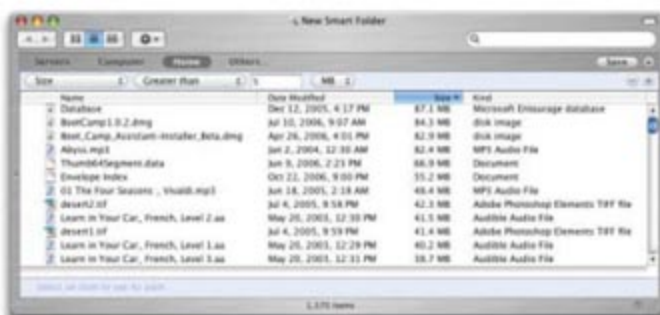 New Smart Folder
Servers Computer Home Others... Save
Size Greater than 5 MB
Name Date Modified Size Kind
Database Dec 12, 2005, 4:17 PM 87.1 MB Microsoft Entourage database
BootCamp1.0.2.dmg Jul 10, 2006, 9:07 AM 84.3 MB disk image
Boot_Camp_Assistant-Installer_Beta.dmg Apr 26, 2006, 4:01 PM 82.9 MB disk image
Abyss.mp3 Jun 2, 2004, 12:30 AM 82.4 MB MP3 Audio File
Thumb64Segment.data Jun 9, 2006, 2:23 PM 66.9 MB Document
Envelope Index Oct 22, 2006, 9:00 PM 55.2 MB Document
01 The Four Seasons , Vivaldi.mp3 Jun 18, 2005, 2:18 AM 49.4 MB MP3 Audio File
desert2.tif Jul 4, 2005, 9:58 PM 42.3 MB Adobe Photoshop Elements TIFF file
Learn in Your Car, French, Level 2.aa May 20, 2003, 12:30 PM 41.5 MB Audible Audio File
desert1.tif Jul 4, 2005, 9:59 PM 41.4 MB Adobe Photoshop Elements TIFF file
Learn in Your Car, French, Level 1.aa May 20, 2003, 12:29 PM 40.2 MB Audible Audio File
Learn in Your Car, French, Level 3.aa May 20, 2003, 12:31 PM 38.7 MB Audible Audio File
Select an item to see its path.
items